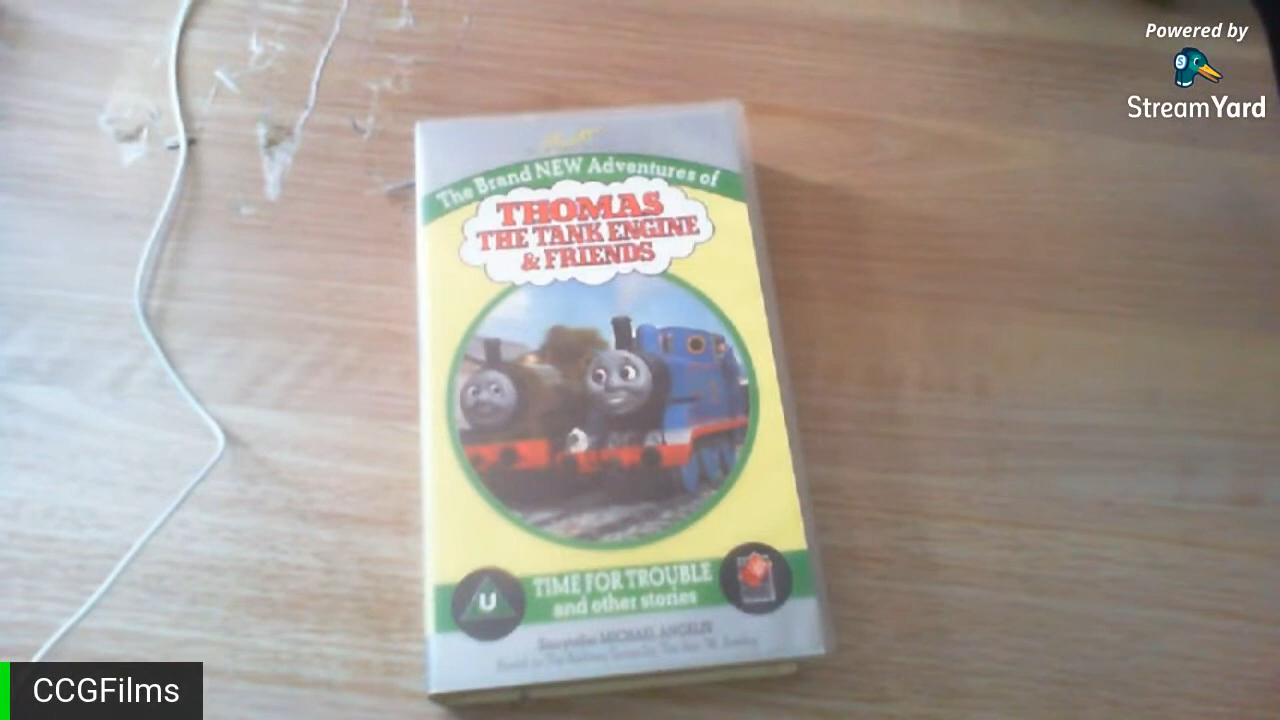 Powered by
StreamYard
The Brand NEW Adventures of
THOMAS
THE TANK ENGINE
& FRIENDS
U
TIME FOR TROUBLE
and other stories
Storyteller MICHAEL ANGELIS
CCGFilms